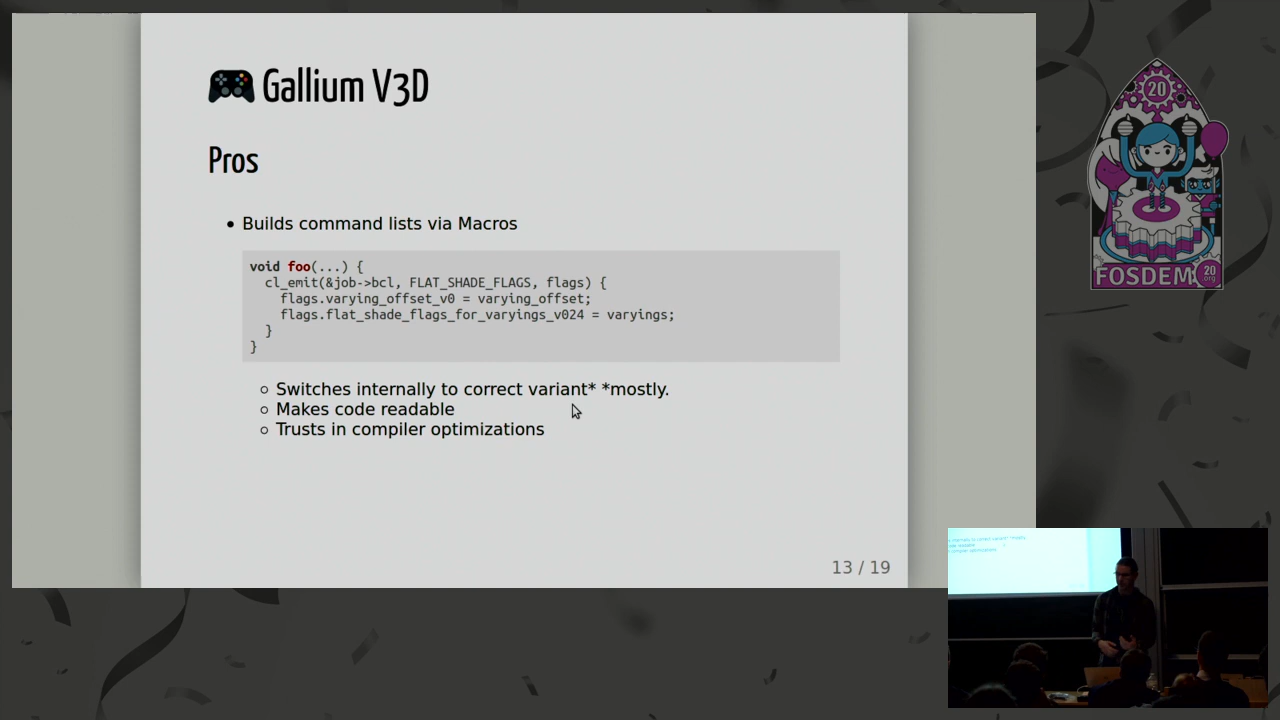 Gallium V3D
Pros
• Builds command lists via Macros
void foo(...) {
  cl_emit(&job->bcl, FLAT_SHADE_FLAGS, flags) {
    flags.varying_offset_v0 = varying_offset;
    flags.flat_shade_flags_for_varyings_v024 = varyings;
  }
}
◦ Switches internally to correct variant* *mostly.
◦ Makes code readable
◦ Trusts in compiler optimizations
13 / 19
20
FOSDEM
20
.org